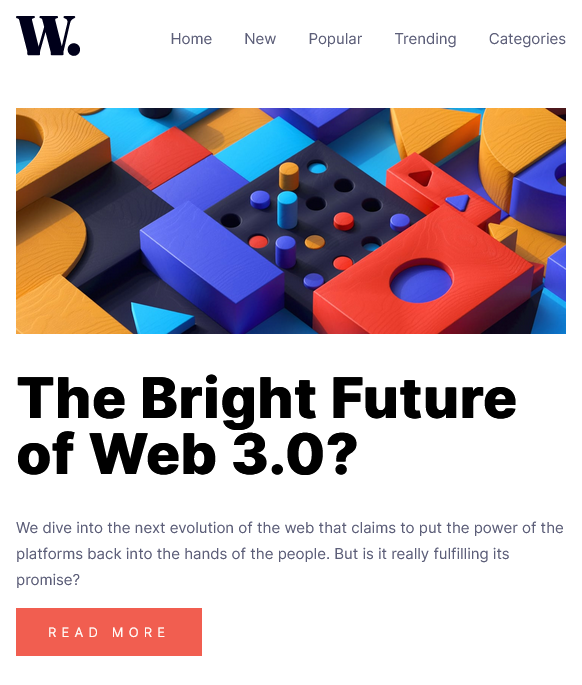 W.
Home New Popular Trending Categories
The Bright Future
of Web 3.0?
We dive into the next evolution of the web that claims to put the power of the
platforms back into the hands of the people. But is it really fulfilling its
promise?
READ MORE